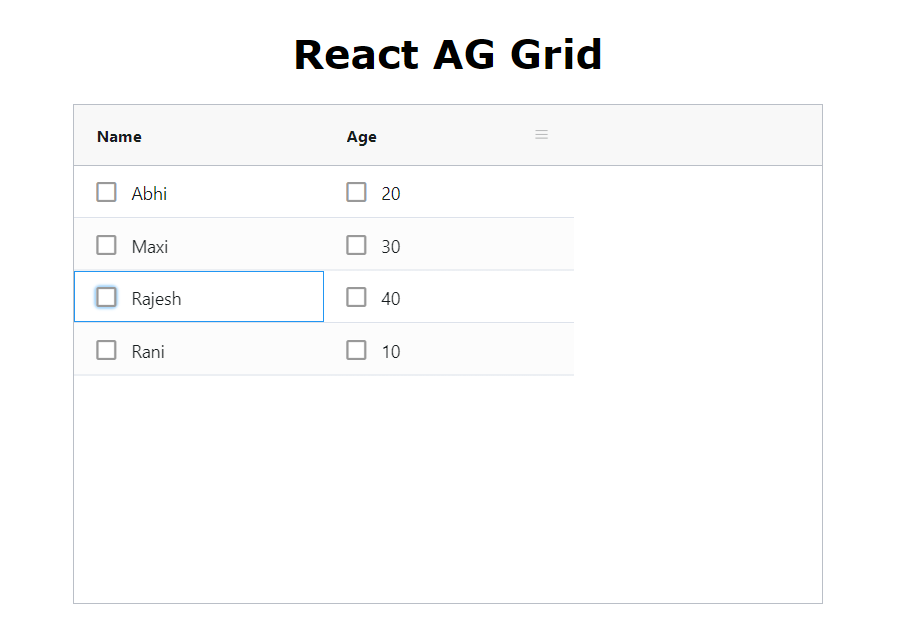 React AG Grid
Name Age
Abhi 20
Maxi 30
Rajesh 40
Rani 10